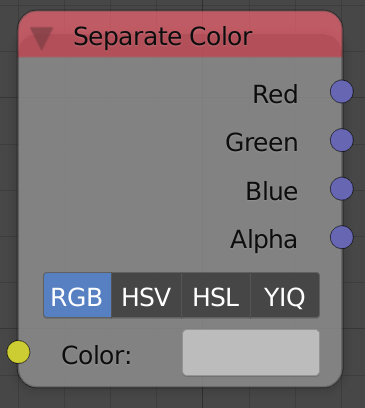 Separate Color
Red
Green
Blue
Alpha
RGB HSV HSL YIQ
Color: